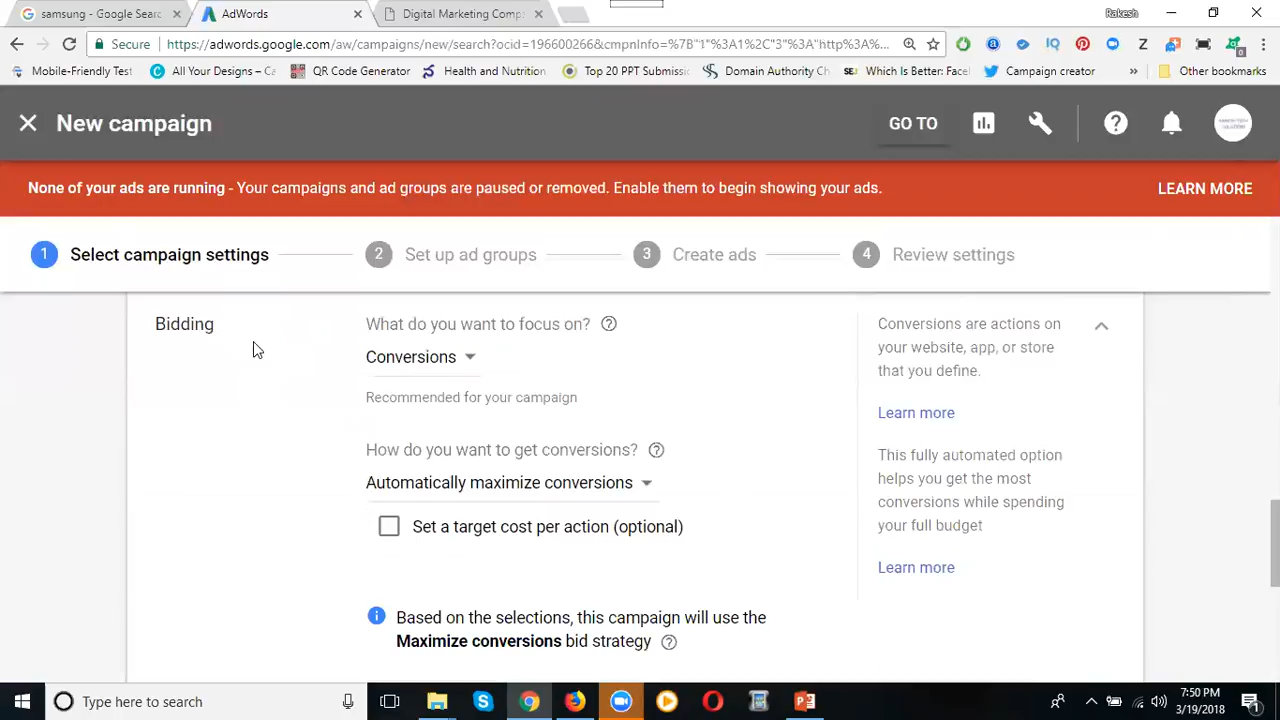 samsung - Google Sear
AdWords
Digital Marketing Comp
Rakesh
Secure
https://adwords.google.com/aw/campaigns/new/search?ocid=196600266&cmpnInfo=%7B"1"%3A1%2C"3"%3A"http%3A%...
Mobile-Friendly Test
All Your Designs – Ca
QR Code Generator
Health and Nutrition
Top 20 PPT Submissio
Domain Authority Ch
Which Is Better: Face
Campaign creator
»
Other bookmarks
New campaign
GO TO
None of your ads are running - Your campaigns and ad groups are paused or removed. Enable them to begin showing your ads.
LEARN MORE
1 Select campaign settings
2 Set up ad groups
3 Create ads
4 Review settings
Bidding
What do you want to focus on?
Conversions
Recommended for your campaign
How do you want to get conversions?
Automatically maximize conversions
Set a target cost per action (optional)
Based on the selections, this campaign will use the
Maximize conversions bid strategy
Conversions are actions on
your website, app, or store
that you define.
Learn more
This fully automated option
helps you get the most
conversions while spending
your full budget
Learn more
Type here to search
7:50 PM
3/19/2018